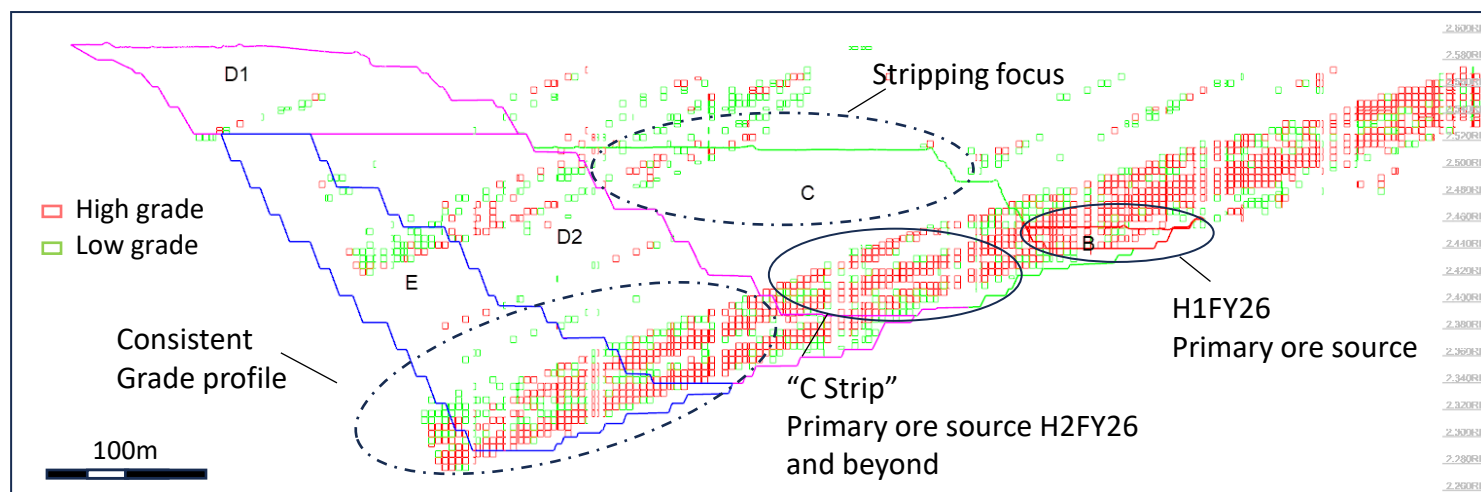 D1
Stripping focus
C
High grade
Low grade
D2
B
E
H1FY26
Primary ore source
Consistent
Grade profile
“C Strip”
Primary ore source H2FY26
and beyond
100m